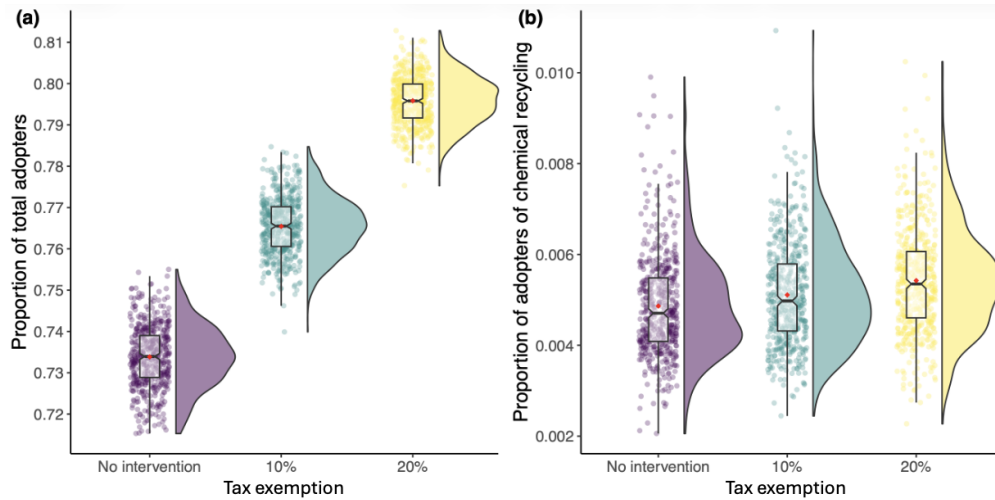 (a)
Proportion of total adopters
0.81
0.80
0.79
0.78
0.77
0.76
0.75
0.74
0.73
0.72
No intervention 10% 20%
Tax exemption
(b)
Proportion of adopters of chemical recycling
0.010
0.008
0.006
0.004
0.002
No intervention 10% 20%
Tax exemption